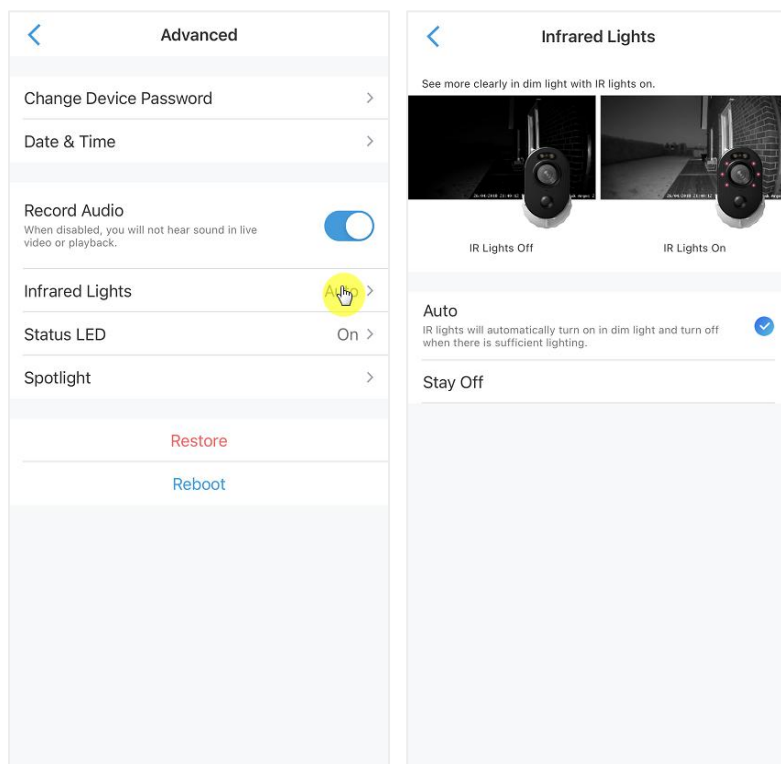 Advanced
Change Device Password
Date & Time
Record Audio
When disabled, you will not hear sound in live
video or playback.
Infrared Lights
Auto
Status LED
On
Spotlight
Restore
Reboot
Infrared Lights
See more clearly in dim light with IR lights on.
IR Lights Off
IR Lights On
Auto
IR lights will automatically turn on in dim light and turn off
when there is sufficient lighting.
Stay Off